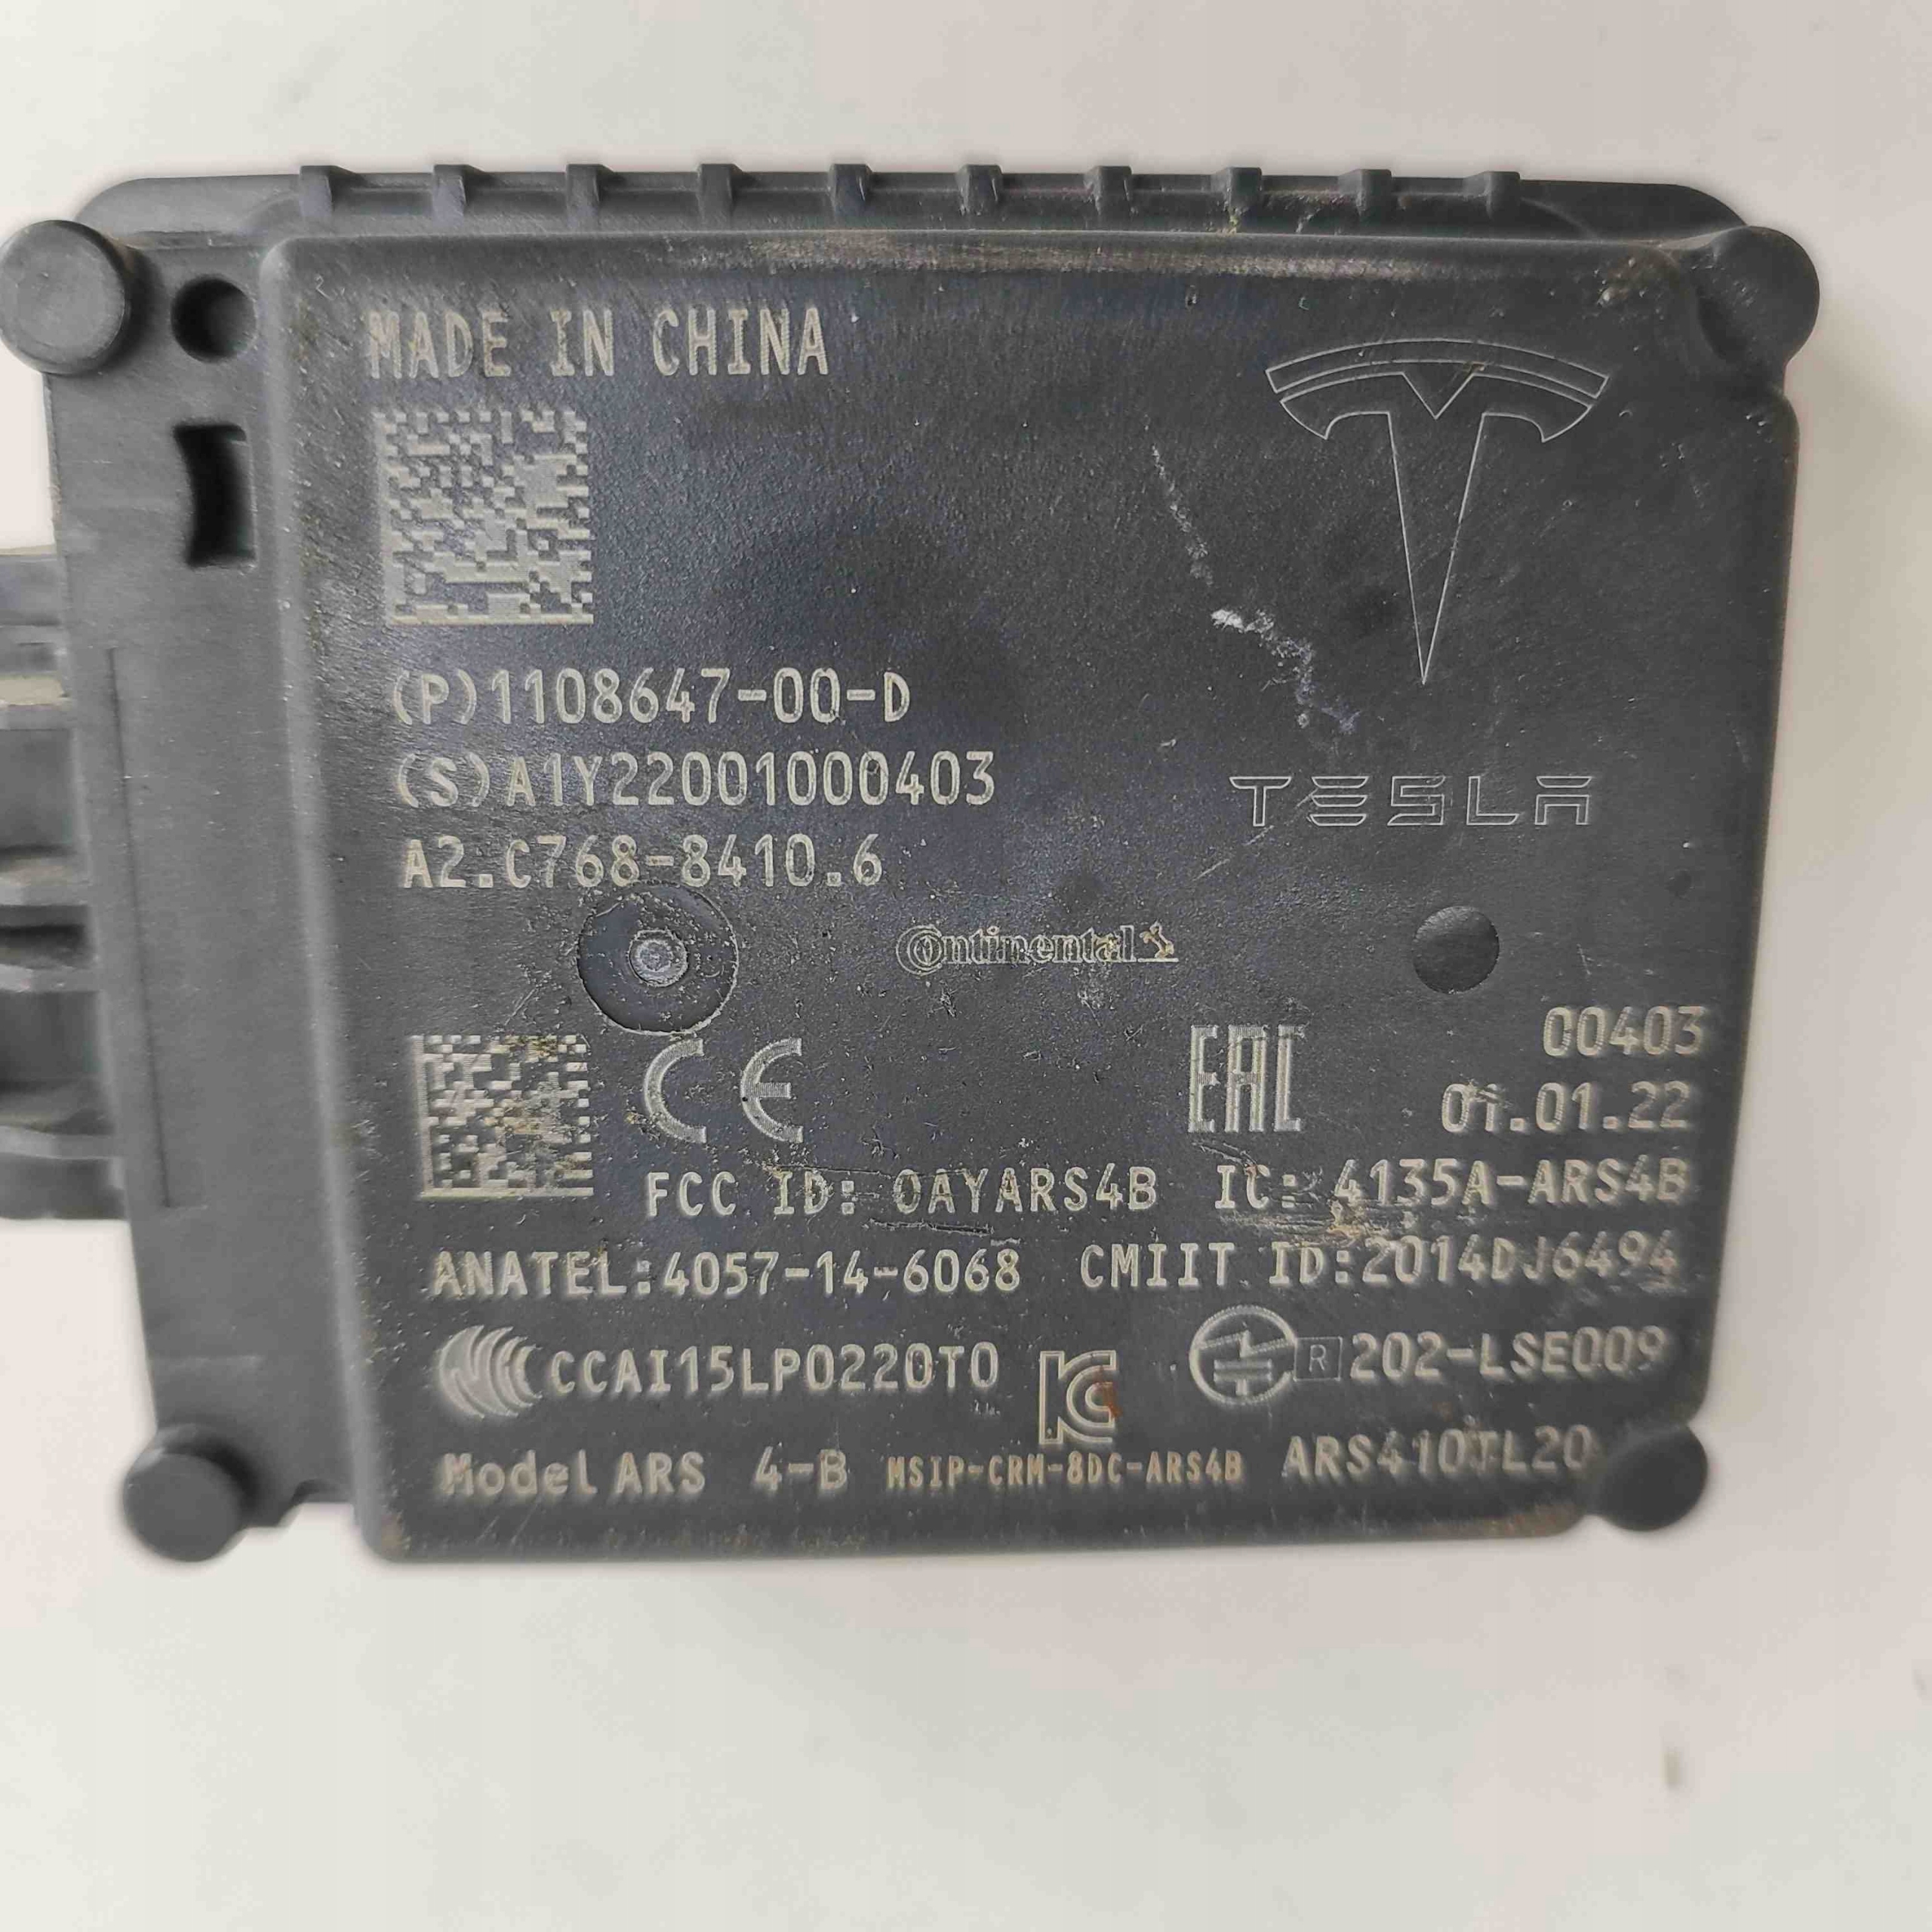 MADE IN CHINA
(P)1108647-00-D
(S)A1Y22001000403
A2.C768-8410.6
TESLA
Continental
CE
EAC
00403
01.01.22
FCC ID: OAYARS4B IC: 4135A-ARS4B
ANATEL:4057-14-6068 CMIIT ID:2014DJ6494
CCAI15LP0220T0
R 202-LSE009
Model ARS 4-B MSIP-CRM-8DC-ARS4B ARS410TL20